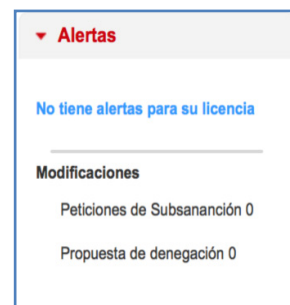 Alertas
No tiene alertas para su licencia
Modificaciones
Peticiones de Subsananción 0
Propuesta de denegación 0